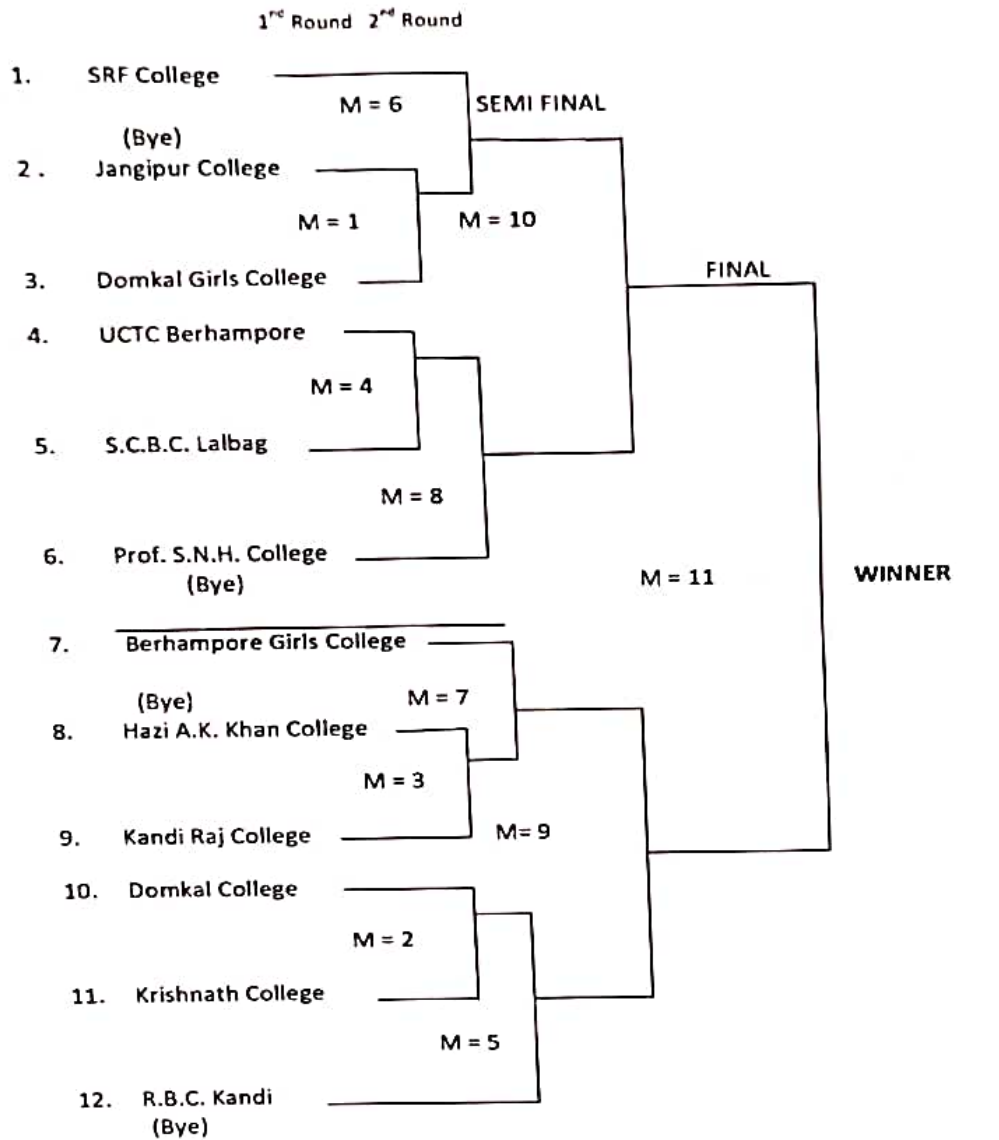 1st Round 2nd Round
1. SRF College
M = 6 SEMI FINAL
(Bye)
2. Jangipur College
M = 1 M = 10
3. Domkal Girls College
FINAL
4. UCTC Berhampore
M = 4
5. S.C.B.C. Lalbag
M = 8
6. Prof. S.N.H. College
(Bye)
M = 11 WINNER
7. Berhampore Girls College
(Bye) M = 7
8. Hazi A.K. Khan College
M = 3
9. Kandi Raj College M= 9
10. Domkal College
M = 2
11. Krishnath College
M = 5
12. R.B.C. Kandi
(Bye)